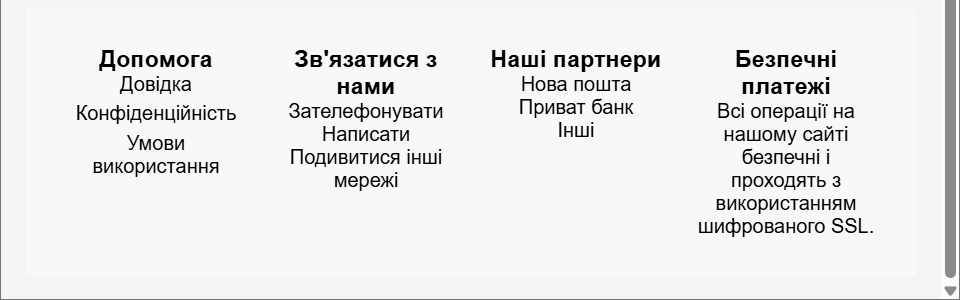 Допомога
Довідка
Конфіденційність
Умови
використання
Зв'язатися з
нами
Зателефонувати
Написати
Подивитися інші
мережі
Наші партнери
Нова пошта
Приват банк
Інші
Безпечні
платежі
Всі операції на
нашому сайті
безпечні і
проходять з
використанням
шифрованого SSL.